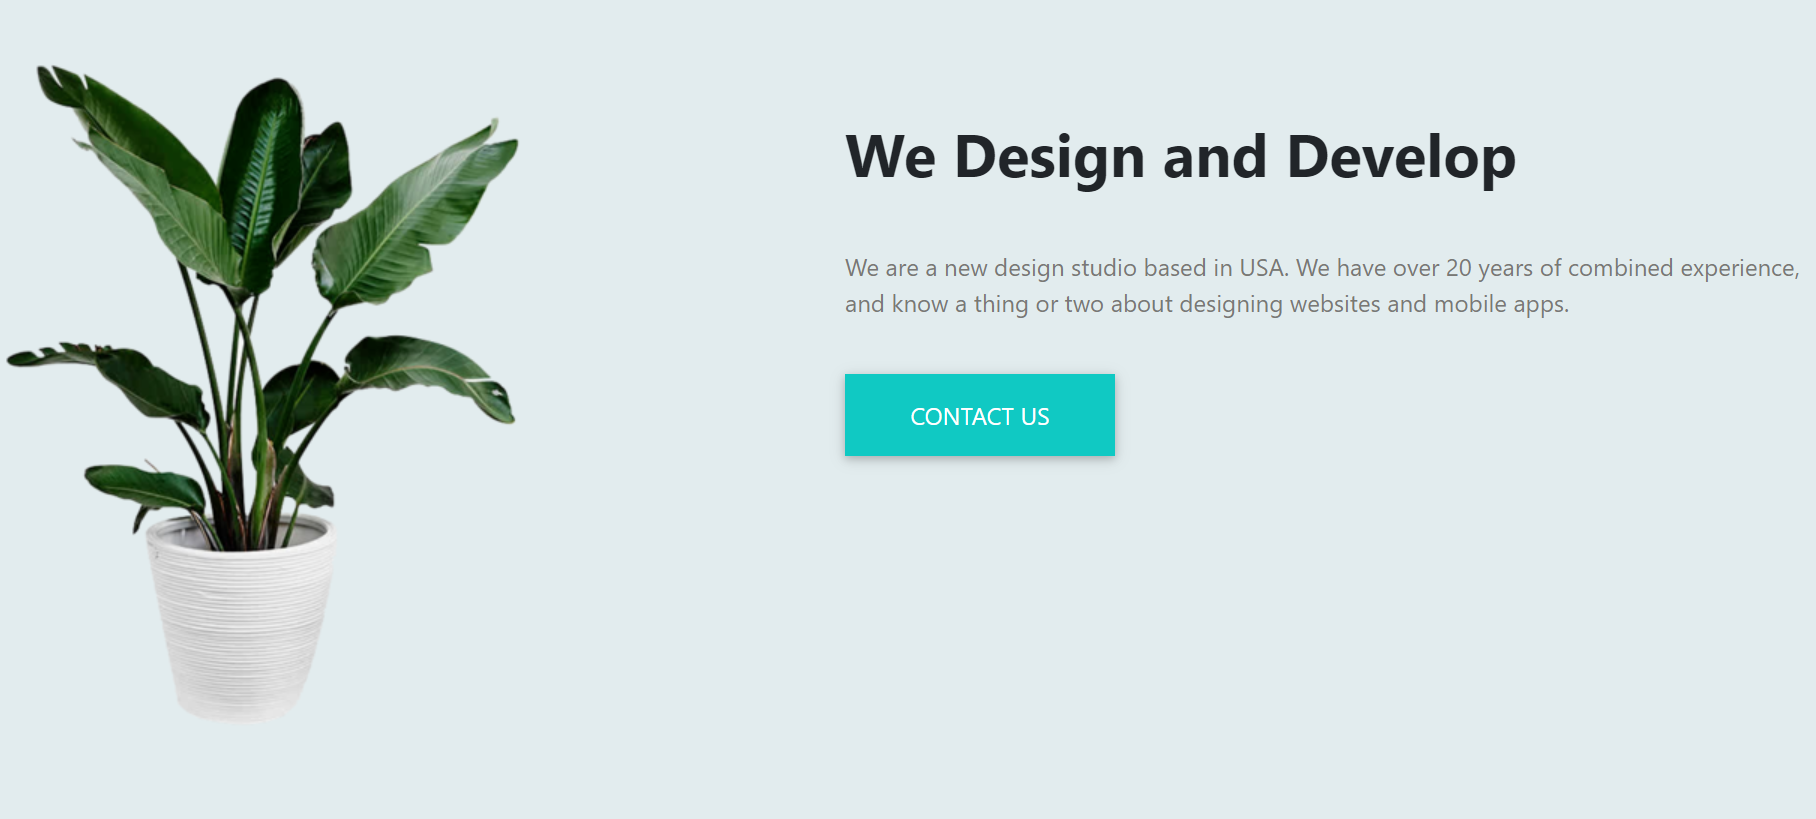 We Design and Develop
We are a new design studio based in USA. We have over 20 years of combined experience,
and know a thing or two about designing websites and mobile apps.
CONTACT US